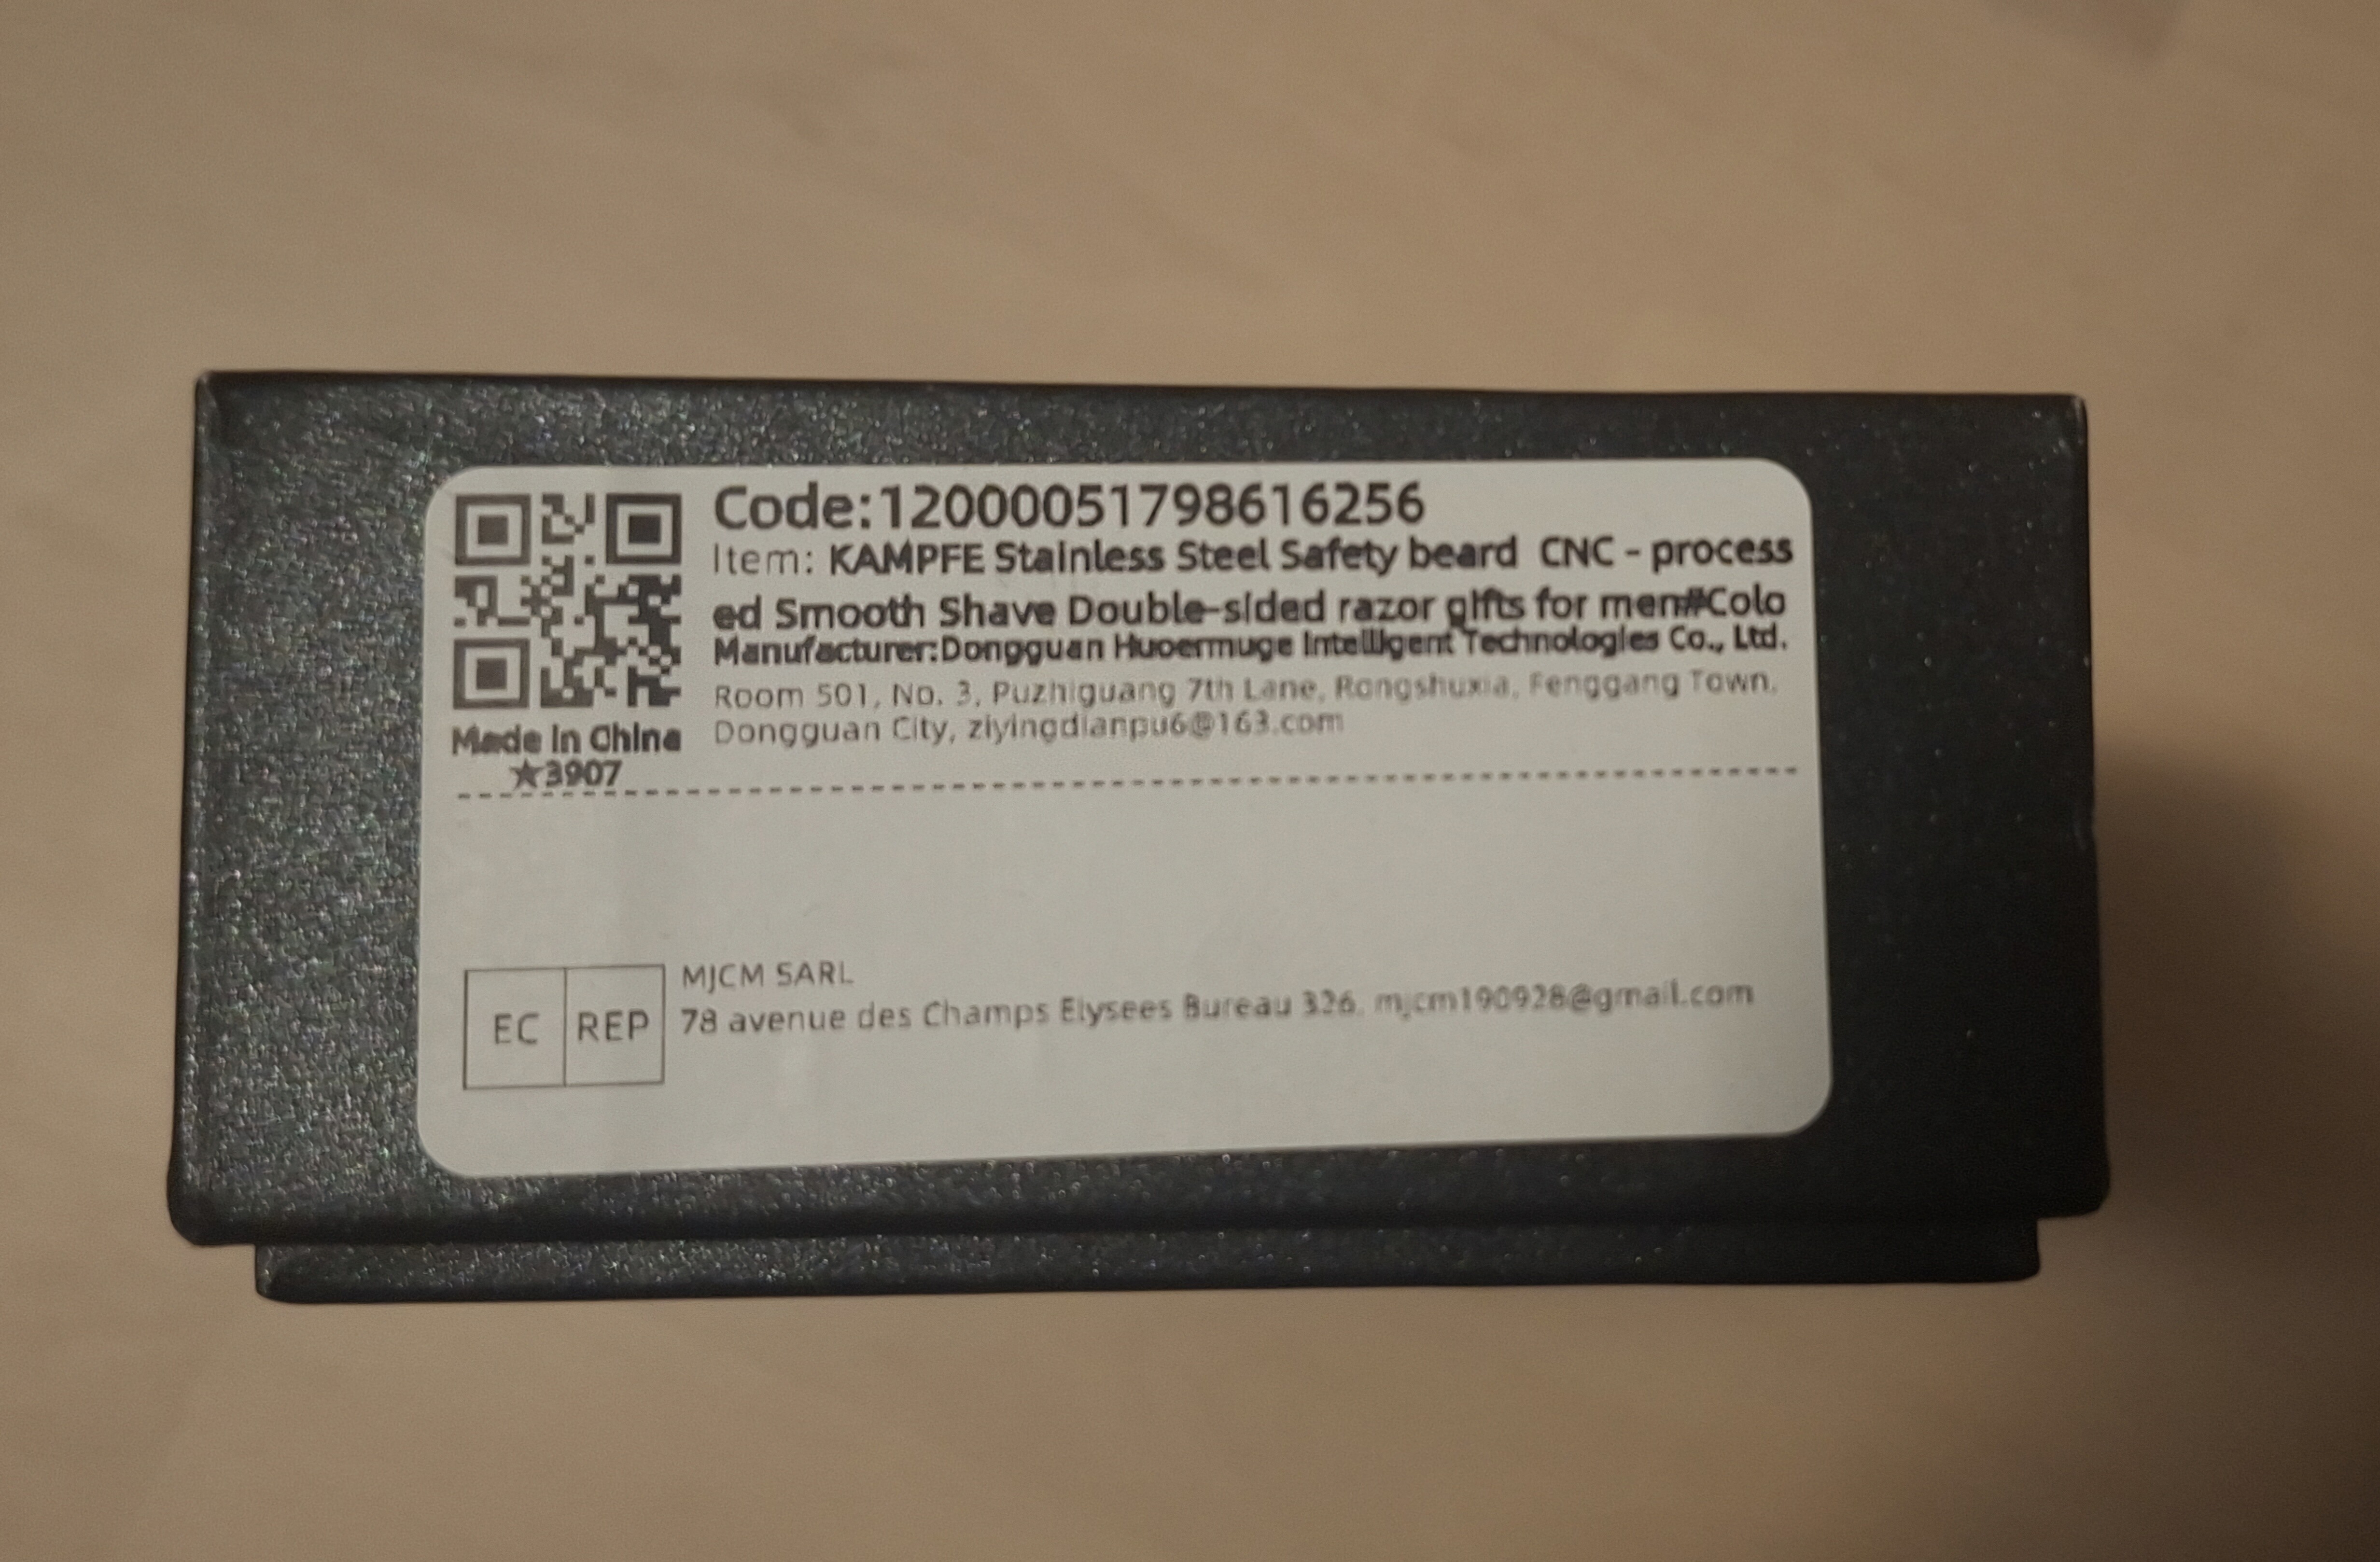 Code:12000051798616256
Item: KAMPFE Stainless Steel Safety beard CNC - process
ed Smooth Shave Double-sided razor gifts for men#Colo
Manufacturer:Dongguan Huoermuge Intelligent Technologies Co., Ltd.
Room 501, No. 3, Puzhiguang 7th Lane, Rongshuxia, Fenggang Town,
Dongguan City, ziyingdianpu6@163.com
Made in China
★3907
EC REP
MJCM SARL
78 avenue des Champs Elysees Bureau 326, mjcm190928@gmail.com